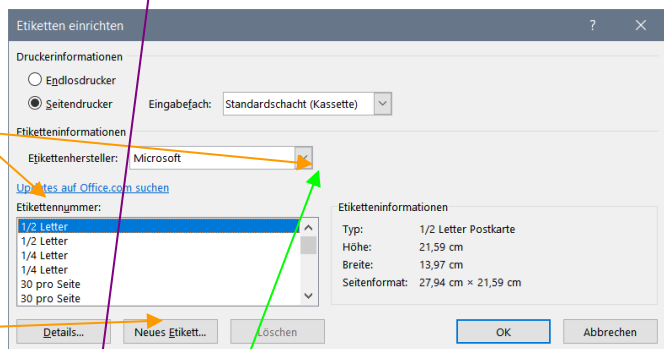 Etiketten einrichten ? ×
Druckerinformationen
Endlosdrucker
Seitendrucker Eingabefach: Standardschacht (Kassette)
Etiketteninformationen
Etikettenhersteller: Microsoft
Updates auf Office.com suchen
Etikettennummer:
1/2 Letter
1/2 Letter
1/4 Letter
1/4 Letter
30 pro Seite
30 pro Seite
Etiketteninformationen
Typ: 1/2 Letter Postkarte
Höhe: 21,59 cm
Breite: 13,97 cm
Seitenformat: 27,94 cm × 21,59 cm
Details... Neues Etikett... Löschen OK Abbrechen